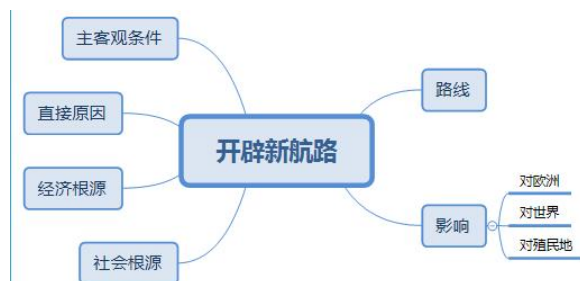 主客观条件
直接原因
经济根源
社会根源
开辟新航路
路线
影响
对欧洲
对世界
对殖民地